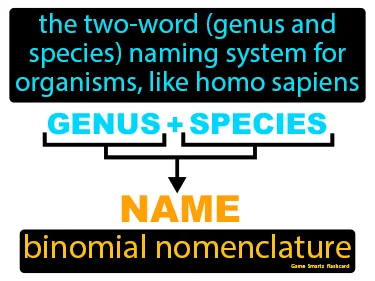 the two-word (genus and
species) naming system for
organisms, like homo sapiens
GENUS + SPECIES
NAME
binomial nomenclature
Game Smartz flashcard